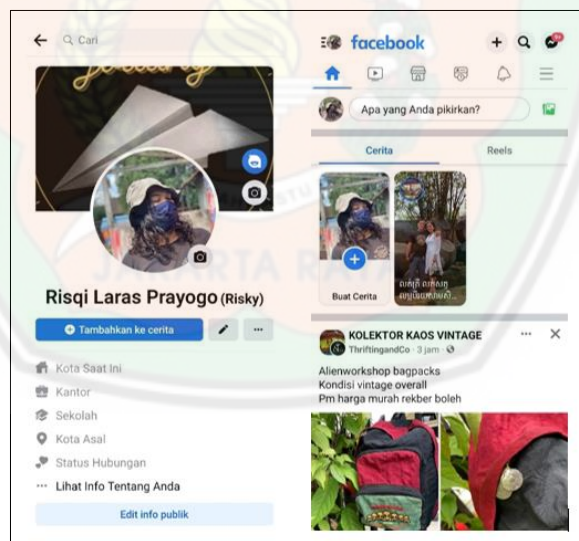 Cari
Risqi Laras Prayogo (Risky)
Tambahkan ke cerita
Kota Saat Ini
Kantor
Sekolah
Kota Asal
Status Hubungan
Lihat Info Tentang Anda
Edit info publik
facebook
Apa yang Anda pikirkan?
Cerita
Reels
Buat Cerita
KOLEKTOR KAOS VINTAGE
ThriftingandCo · 3 jam
Alienworkshop bagpacks
Kondisi vintage overall
Pm harga murah rekber boleh
JAKARTA RAYA